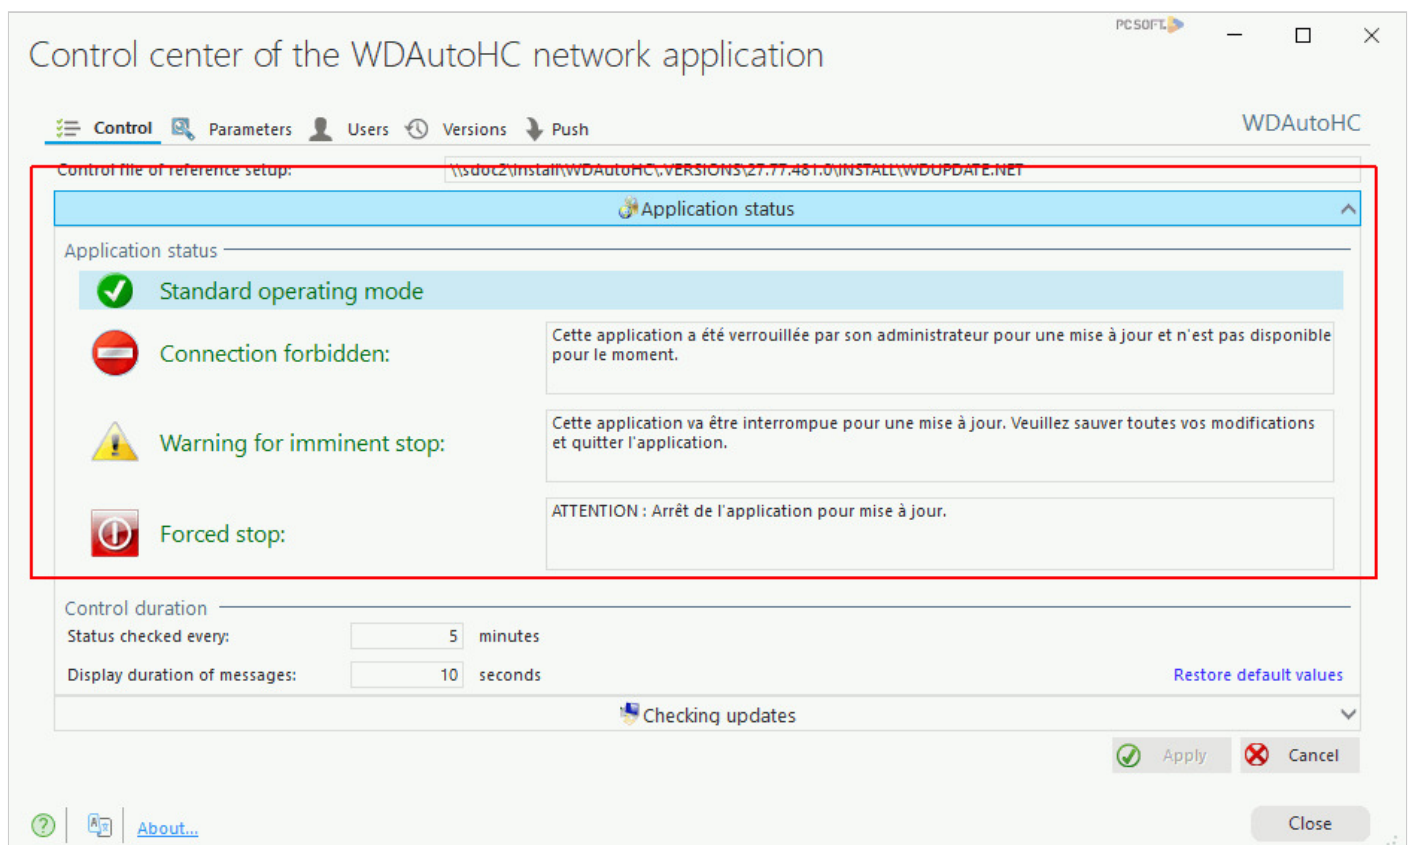 PC SOFT
Control center of the WDAutoHC network application
Control Parameters Users Versions Push
WDAutoHC
Control file of reference setup: \\sdoc2\Install\WDAutoHC\.VERSIONS\27.77.481.0\INSTALL\WDUPDATE.NET
Application status
Application status
Standard operating mode
Connection forbidden:
Cette application a été verrouillée par son administrateur pour une mise à jour et n'est pas disponible
pour le moment.
Warning for imminent stop:
Cette application va être interrompue pour une mise à jour. Veuillez sauver toutes vos modifications
et quitter l'application.
Forced stop:
ATTENTION : Arrêt de l'application pour mise à jour.
Control duration
Status checked every: 5 minutes
Display duration of messages: 10 seconds
Restore default values
Checking updates
Apply Cancel
About...
Close